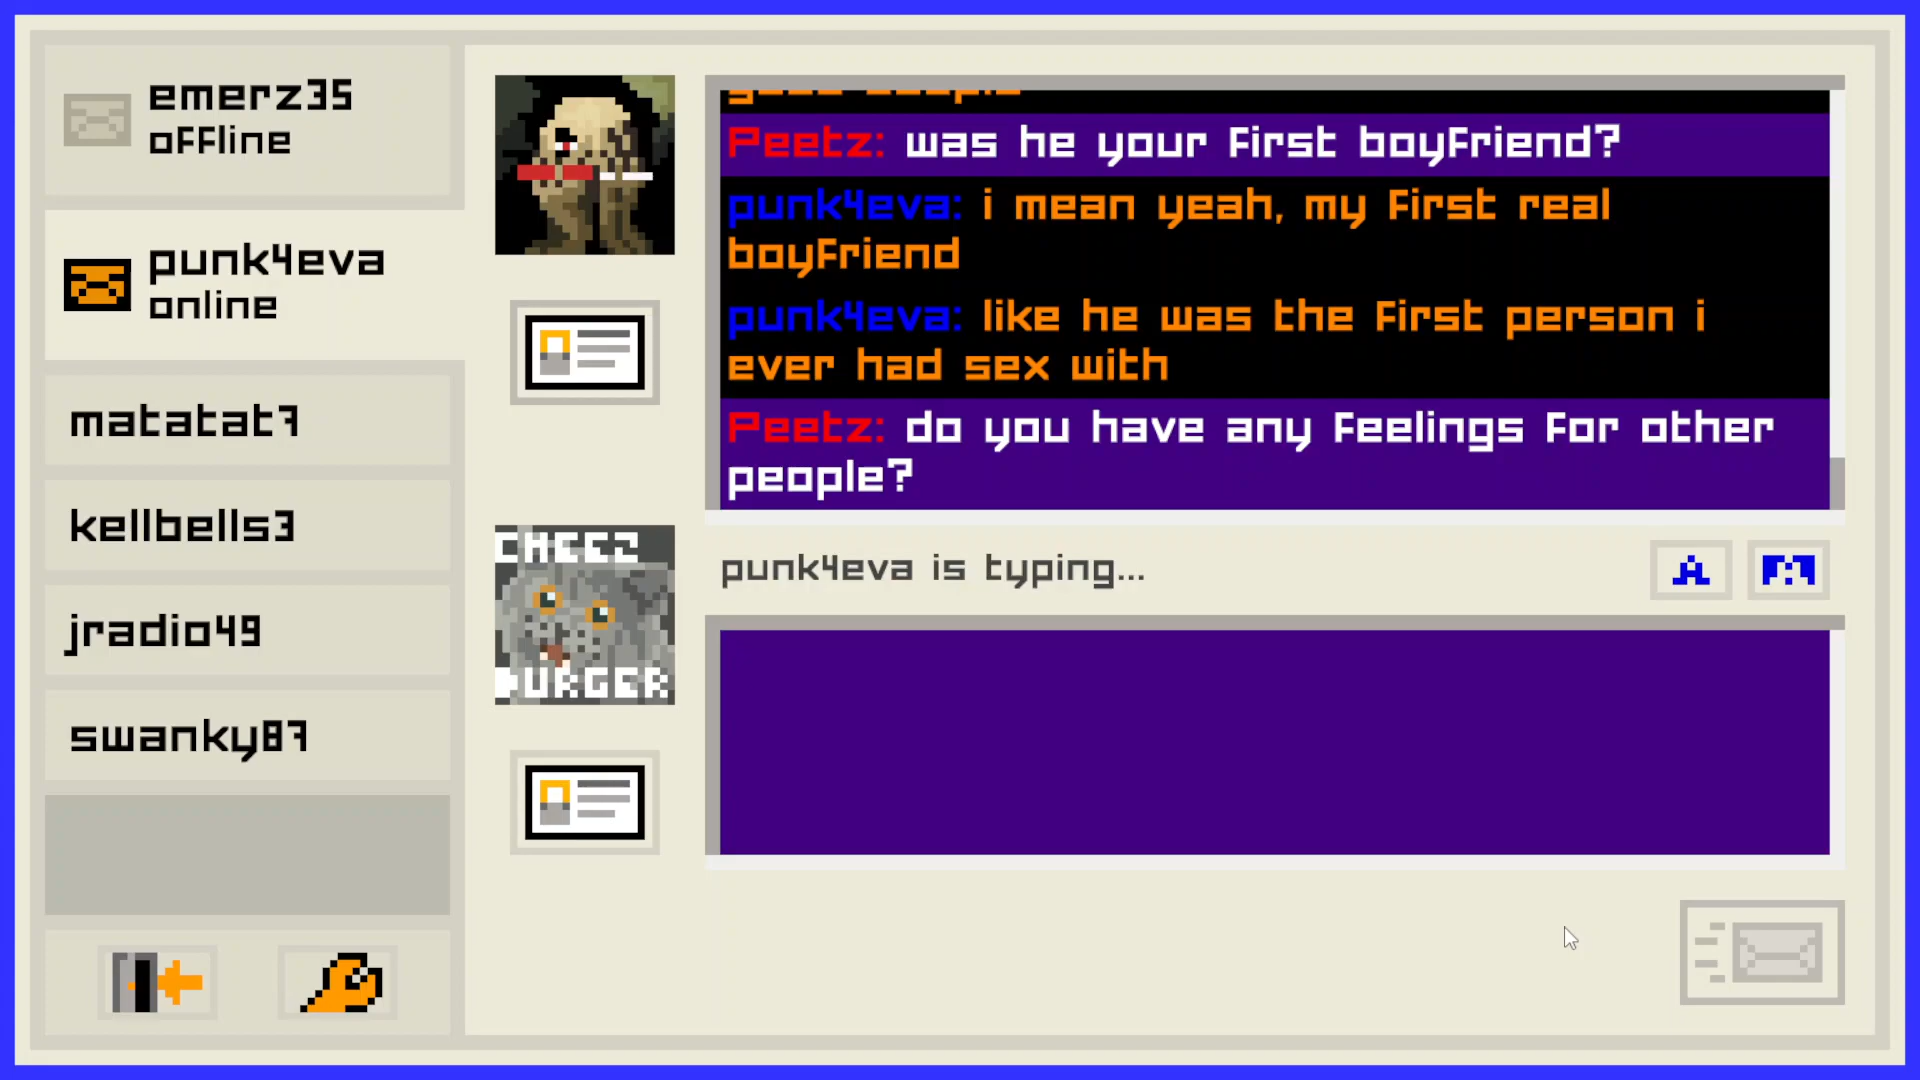 emerz35
offline
punk4eva
online
matatat7
kellbells3
jradio49
swanky87
good people
Peetz: was he your first boyfriend?
punk4eva: i mean yeah, my first real
boyfriend
punk4eva: like he was the first person i
ever had sex with
Peetz: do you have any feelings for other
people?
CHEEZ
BURGER
punk4eva is typing...
A